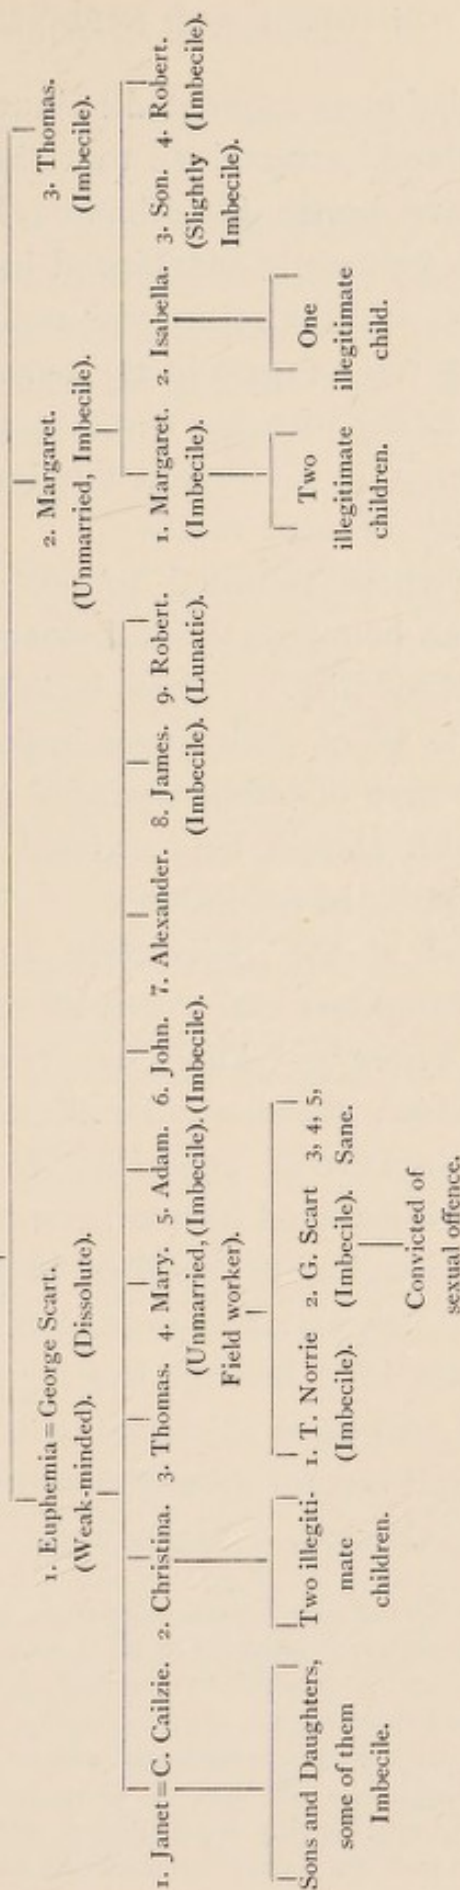 1. Euphemia = George Scart.
(Weak-minded). (Dissolute).
2. Margaret.
(Unmarried, Imbecile).
3. Thomas.
(Imbecile).
1. Janet = C. Cailzie. 2. Christina. 3. Thomas. 4. Mary. 5. Adam. 6. John. 7. Alexander. 8. James. 9. Robert.
(Unmarried, (Imbecile). (Imbecile). (Imbecile). (Lunatic).
Field worker).
1. Margaret. 2. Isabella. 3. Son. 4. Robert.
(Imbecile). (Slightly (Imbecile).
Imbecile).
Sons and Daughters,
some of them
Imbecile.
Two illegiti-
mate
children.
1. T. Norrie 2. G. Scart 3, 4, 5,
(Imbecile). (Imbecile). Sane.
Convicted of
sexual offence.
Two
illegitimate
children.
One
illegitimate
child.